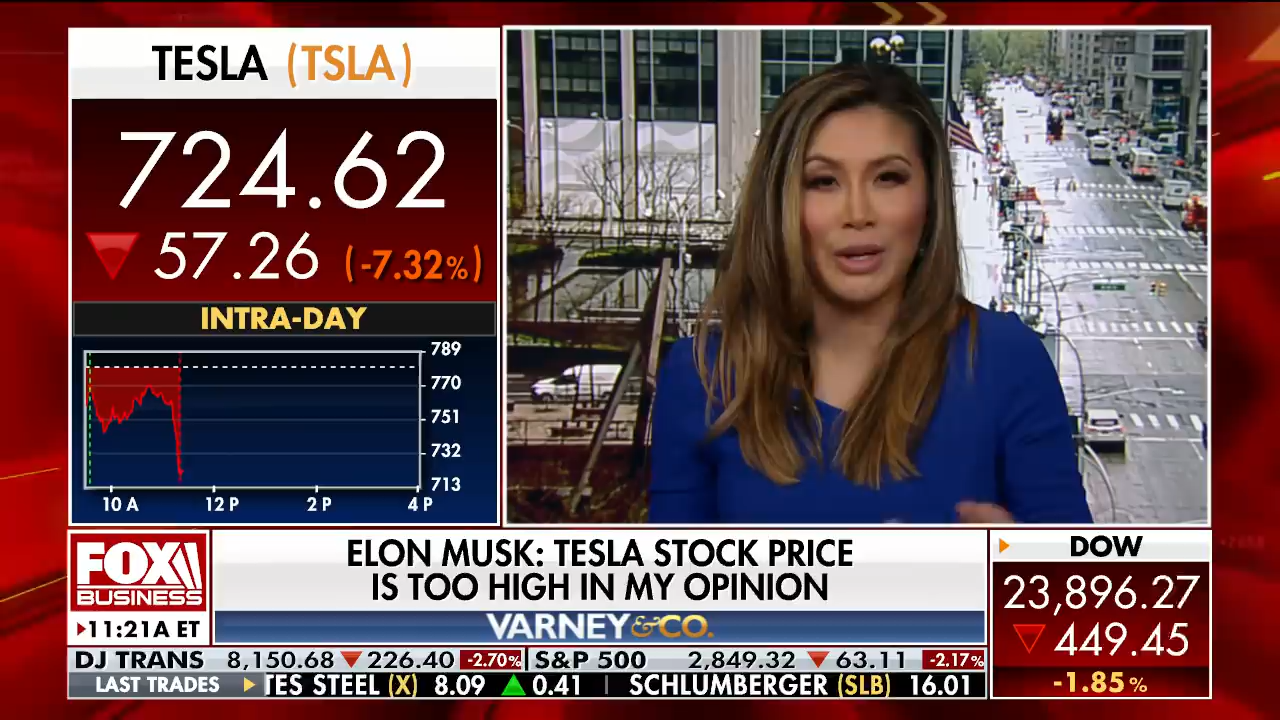 TESLA (TSLA)
724.62
57.26 (-7.32%)
INTRA-DAY
789
770
751
732
713
10 A 12 P 2 P 4 P
FOX
BUSINESS
11:21A ET
ELON MUSK: TESLA STOCK PRICE
IS TOO HIGH IN MY OPINION
VARNEY & CO.
DOW
23,896.27
449.45
-1.85%
DJ TRANS 8,150.68 226.40 -2.70% S&P 500 2,849.32 63.11 -2.17%
LAST TRADES TES STEEL (X) 8.09 0.41 | SCHLUMBERGER (SLB) 16.01